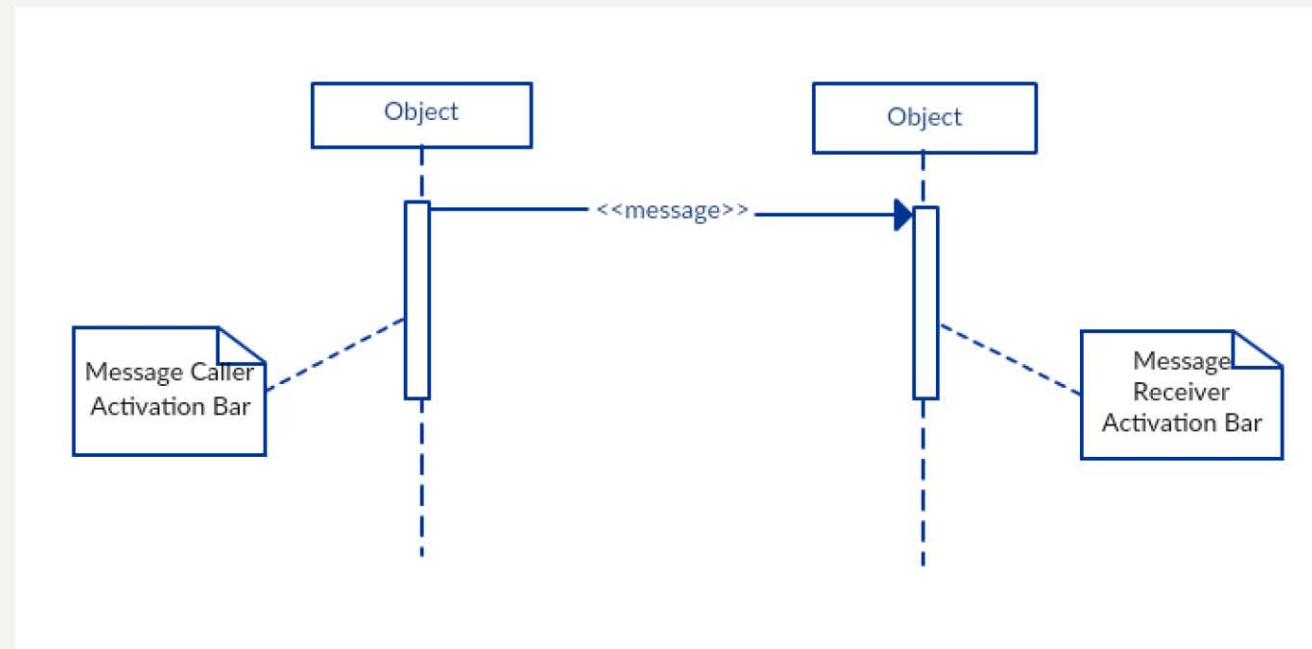 Object
Object
<<message>>
Message Caller
Activation Bar
Message
Receiver
Activation Bar